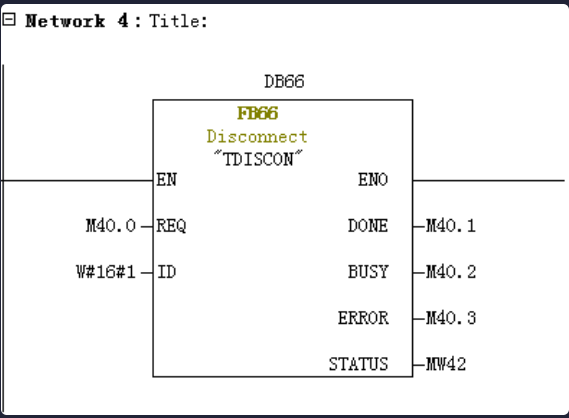 Network 4: Title:
DB66
FB66
Disconnect
"TDISCON"
EN ENO
M40.0 REQ DONE M40.1
W#16#1 ID BUSY M40.2
ERROR M40.3
STATUS MW42